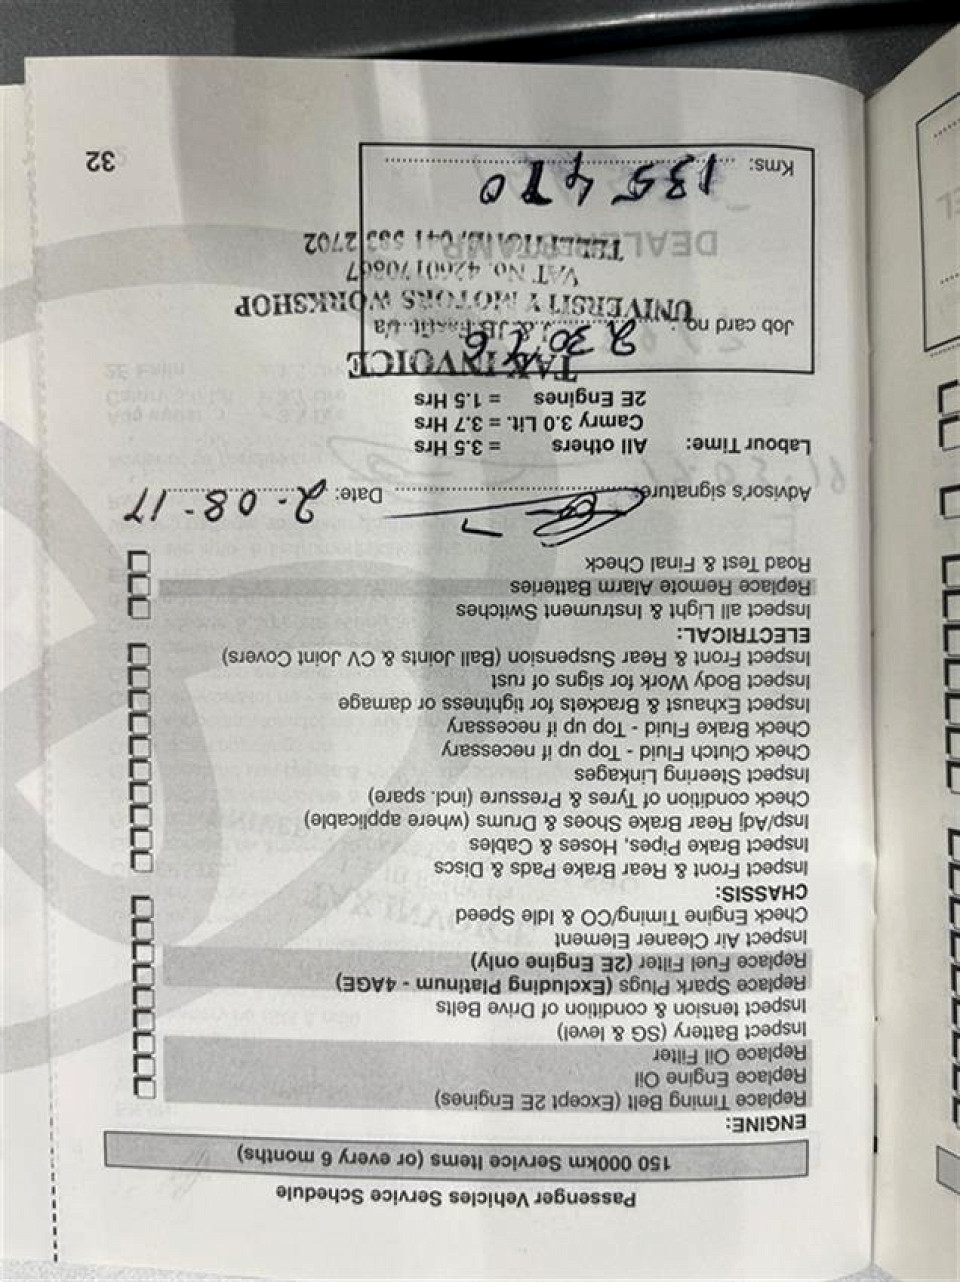 Passenger Vehicles Service Schedule
150 000km Service Items (or every 6 months)
ENGINE:
Replace Timing Belt (Except 2E Engines)
Replace Engine Oil
Replace Oil Filter
Inspect Battery (SG & level)
Inspect tension & condition of Drive Belts
Replace Spark Plugs (Excluding Platinum - 4AGE)
Replace Fuel Filter (2E Engine only)
Inspect Air Cleaner Element
Check Engine Timing/CO & Idle Speed
CHASSIS:
Inspect Front & Rear Brake Pads & Discs
Inspect Brake Pipes, Hoses & Cables
Insp/Adj Rear Brake Shoes & Drums (where applicable)
Check condition of Tyres & Pressure (incl. spare)
Inspect Steering Linkages
Check Clutch Fluid - Top up if necessary
Check Brake Fluid - Top up if necessary
Inspect Exhaust & Brackets for tightness or damage
Inspect Body Work for signs of rust
Inspect Front & Rear Suspension (Ball Joints & CV Joint Covers)
ELECTRICAL:
Inspect all Light & Instrument Switches
Replace Remote Alarm Batteries
Road Test & Final Check
Advisor's signature: Date: 2-08-17
Labour Time: All others = 3.5 Hrs
Camry 3.0 Lit. = 3.7 Hrs
2E Engines = 1.5 Hrs
TAX INVOICE
Job card no.
UNIVERSITY MOTORS WORKSHOP
VAT No.
TELEPHONE: 041 583 2702
DEALER STAMP
Kms: 135 470
32